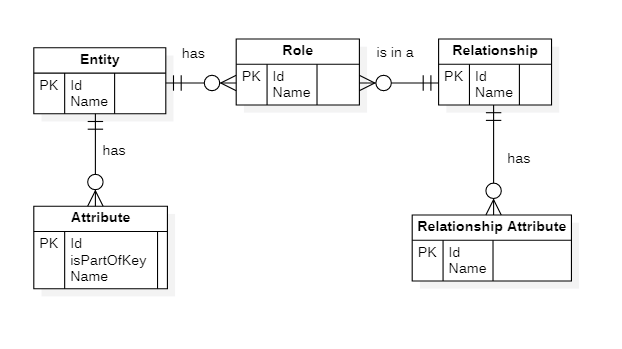 has
Role
is in a
Relationship
Entity
PK
Id
Name
PK
Id
Name
PK
Id
Name
has
has
Attribute
PK
Id
isPartOfKey
Name
Relationship Attribute
PK
Id
Name